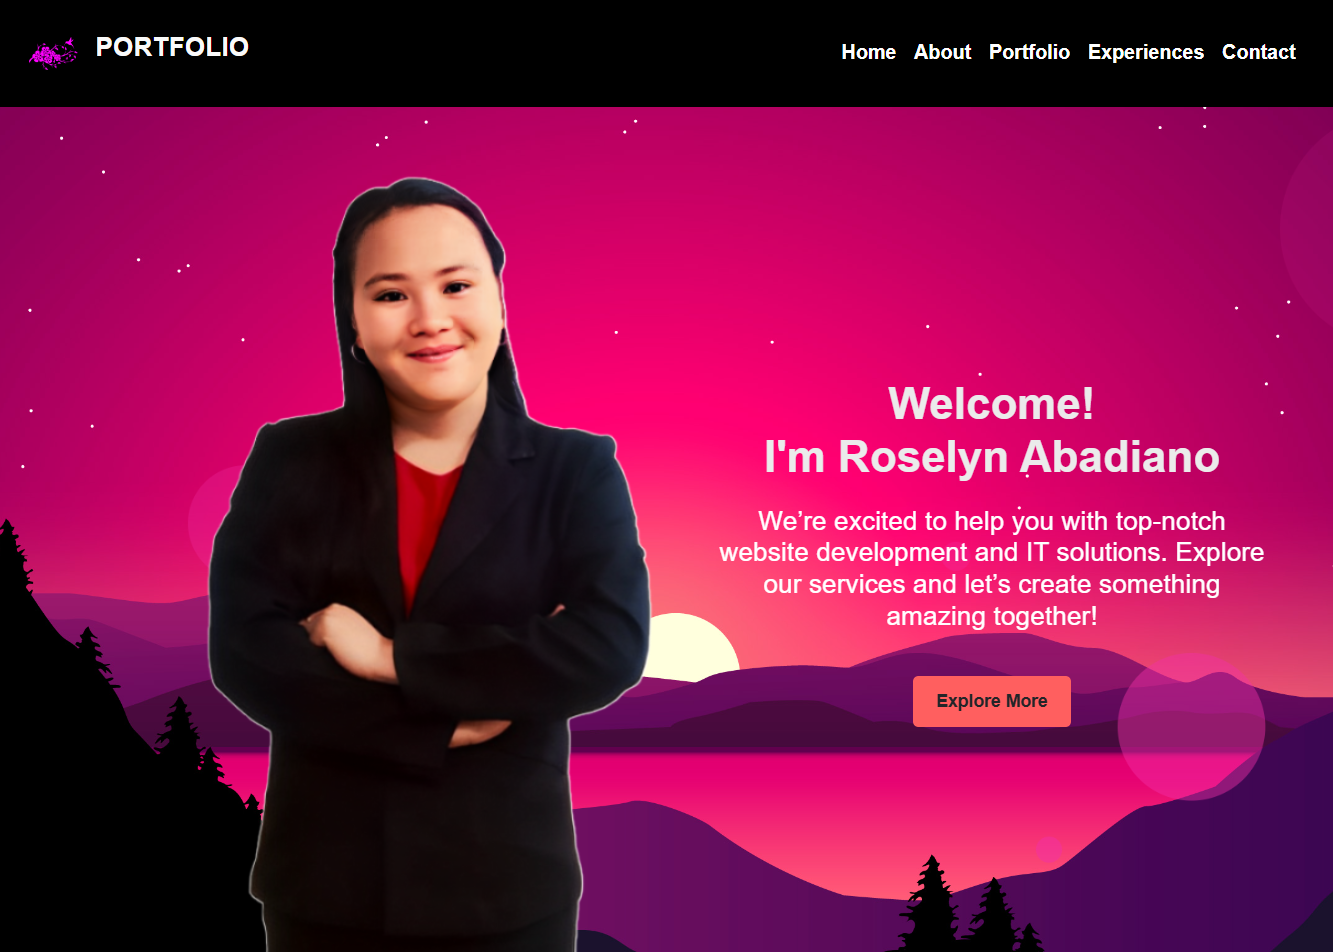 PORTFOLIO
Home About Portfolio Experiences Contact
Welcome!
I'm Roselyn Abadiano
We’re excited to help you with top-notch
website development and IT solutions. Explore
our services and let’s create something
amazing together!
Explore More